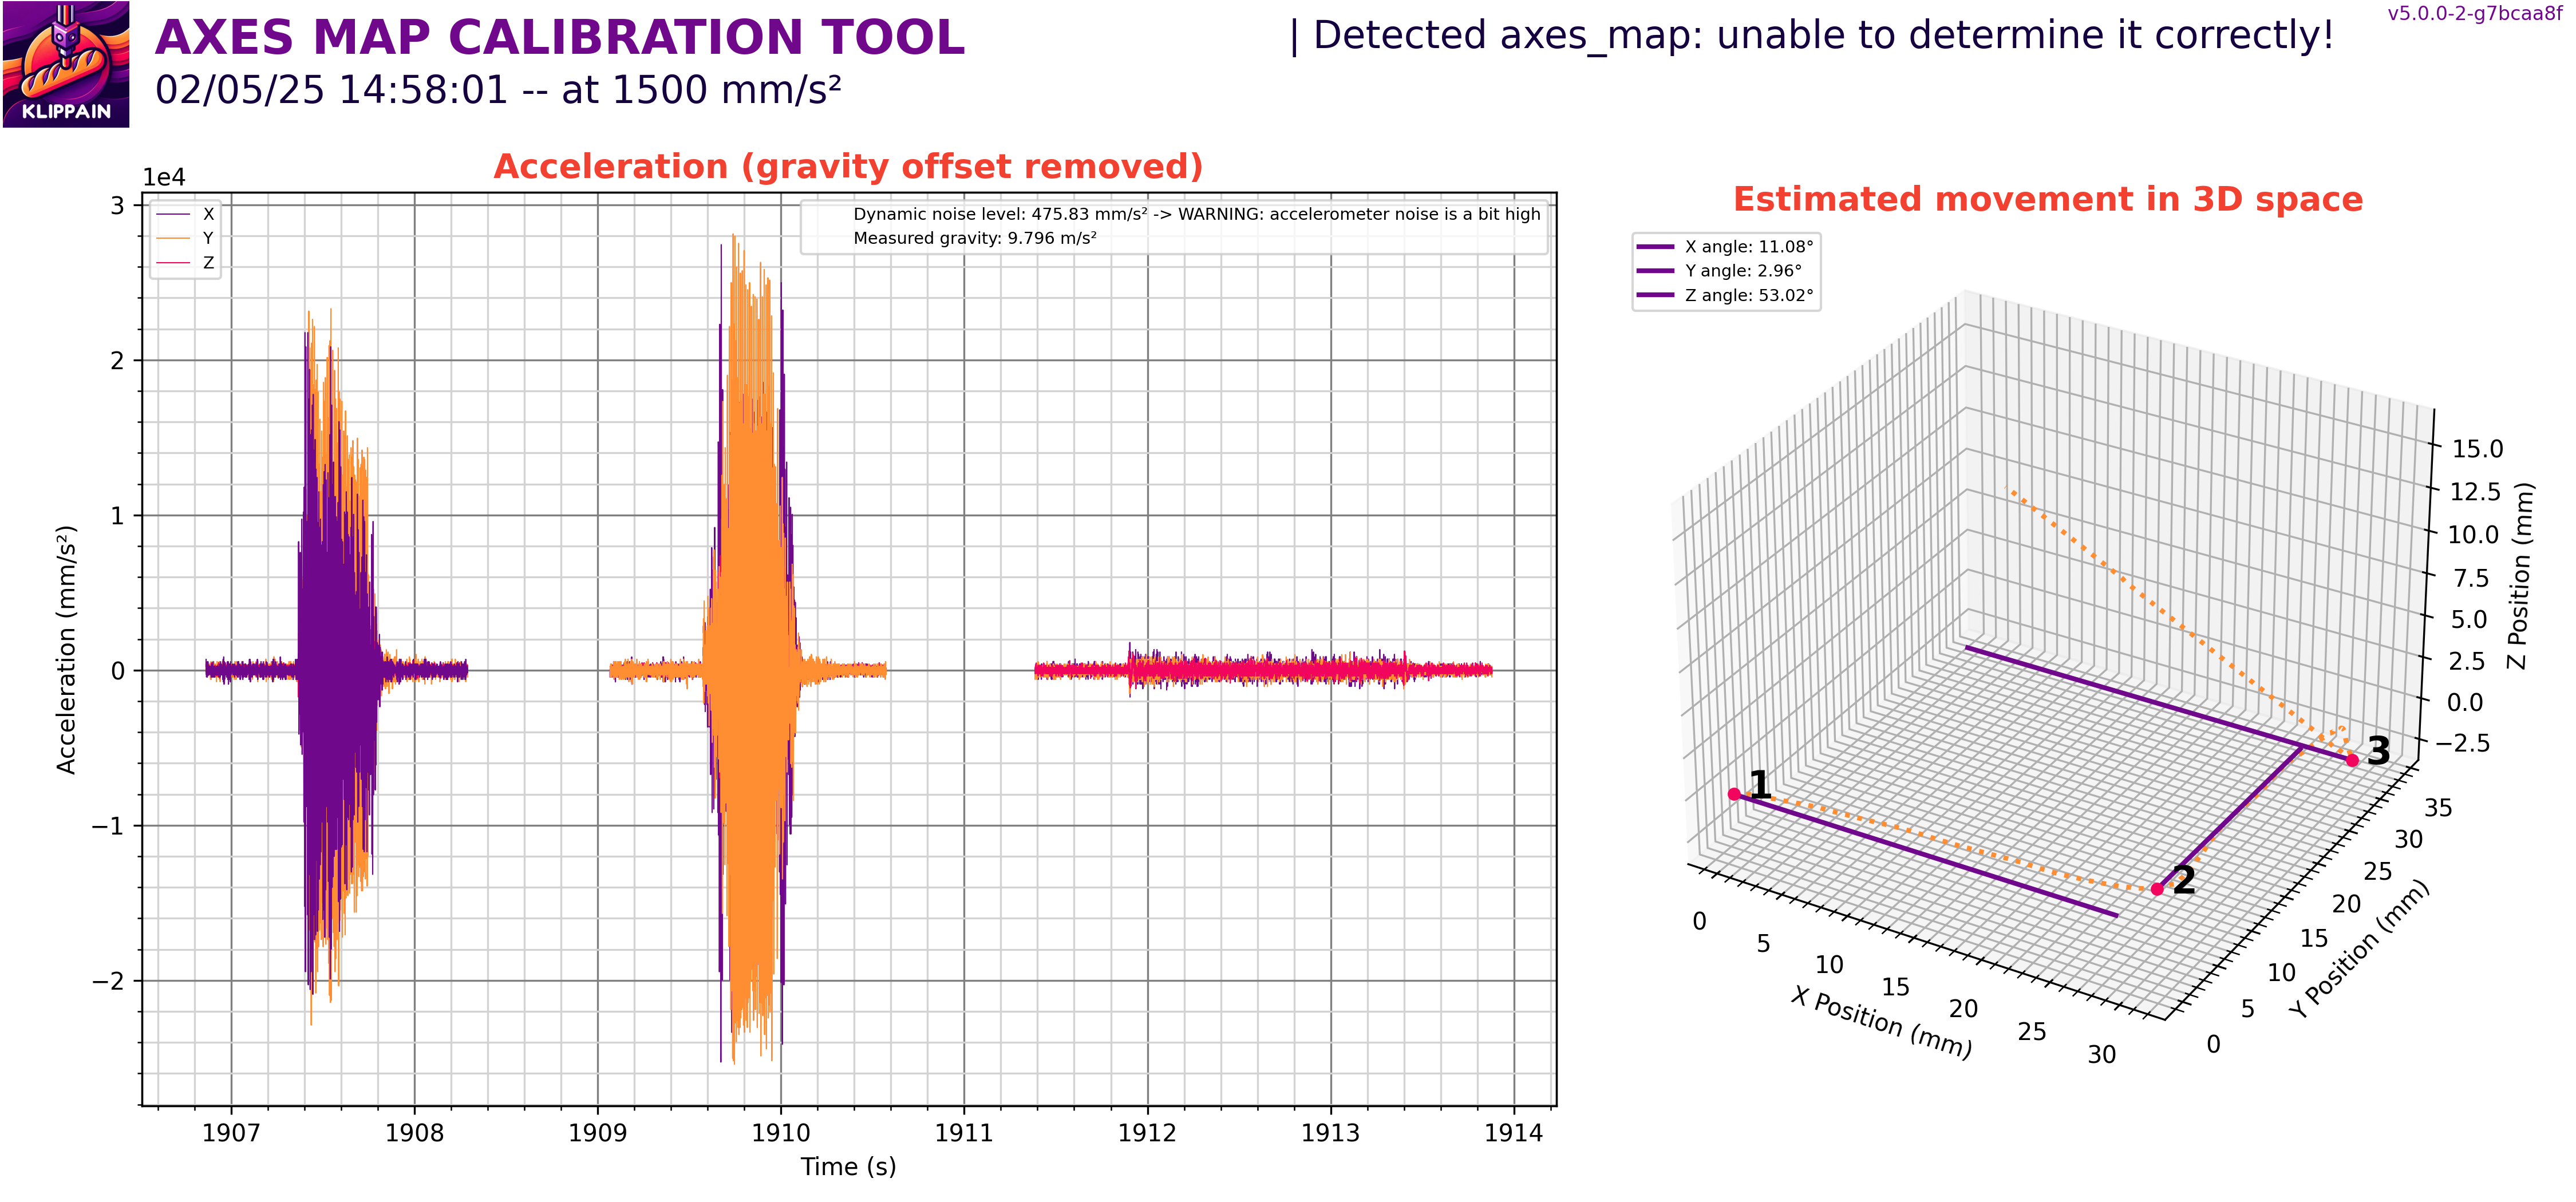 v5.0.0-2-g7bcaa8f
AXES MAP CALIBRATION TOOL
| Detected axes_map: unable to determine it correctly!
02/05/25 14:58:01 -- at 1500 mm/s²
KLIPPAIN
Acceleration (gravity offset removed)
1e4
X
Y
Z
Dynamic noise level: 475.83 mm/s² -> WARNING: accelerometer noise is a bit high
Measured gravity: 9.796 m/s²
3
2
1
0
−1
−2
Acceleration (mm/s²)
1907
1908
1909
1910
1911
1912
1913
1914
Time (s)
Estimated movement in 3D space
X angle: 11.08°
Y angle: 2.96°
Z angle: 53.02°
1
2
3
15.0
12.5
10.0
7.5
5.0
2.5
0.0
−2.5
Z Position (mm)
35
30
25
20
15
10
5
0
Y Position (mm)
0
5
10
15
20
25
30
X Position (mm)